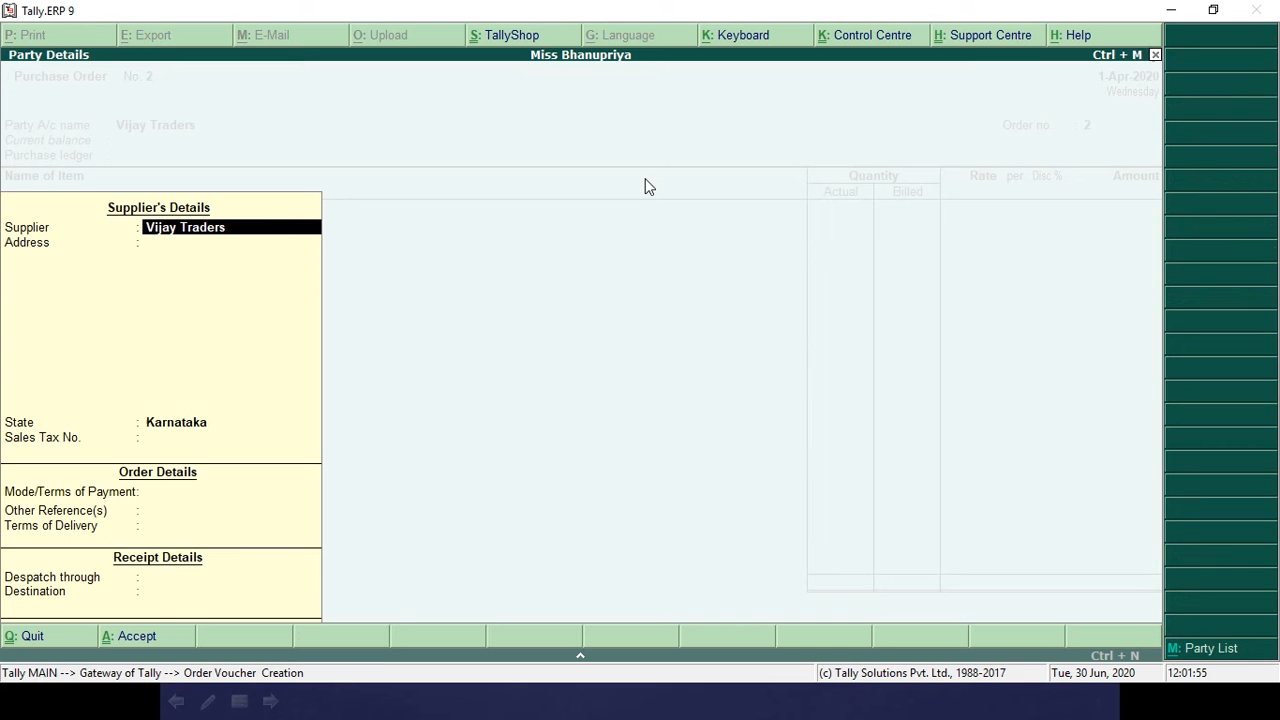 Tally.ERP 9
P: Print E: Export M: E-Mail O: Upload S: TallyShop G: Language K: Keyboard K: Control Centre H: Support Centre H: Help
Party Details Miss Bhanupriya Ctrl + M
Purchase Order No. 2 1-Apr-2020
Wednesday
Party A/c name Vijay Traders Order no : 2
Current balance :
Purchase ledger :
Name of Item Quantity Rate per Disc % Amount
Actual Billed
Supplier's Details
Supplier : Vijay Traders
Address :
State : Karnataka
Sales Tax No. :
Order Details
Mode/Terms of Payment:
Other Reference(s) :
Terms of Delivery :
Receipt Details
Despatch through :
Destination :
Q: Quit A: Accept
M: Party List
Ctrl + N
Tally MAIN --> Gateway of Tally --> Order Voucher Creation (c) Tally Solutions Pvt. Ltd., 1988-2017 Tue, 30 Jun, 2020 12:01:55